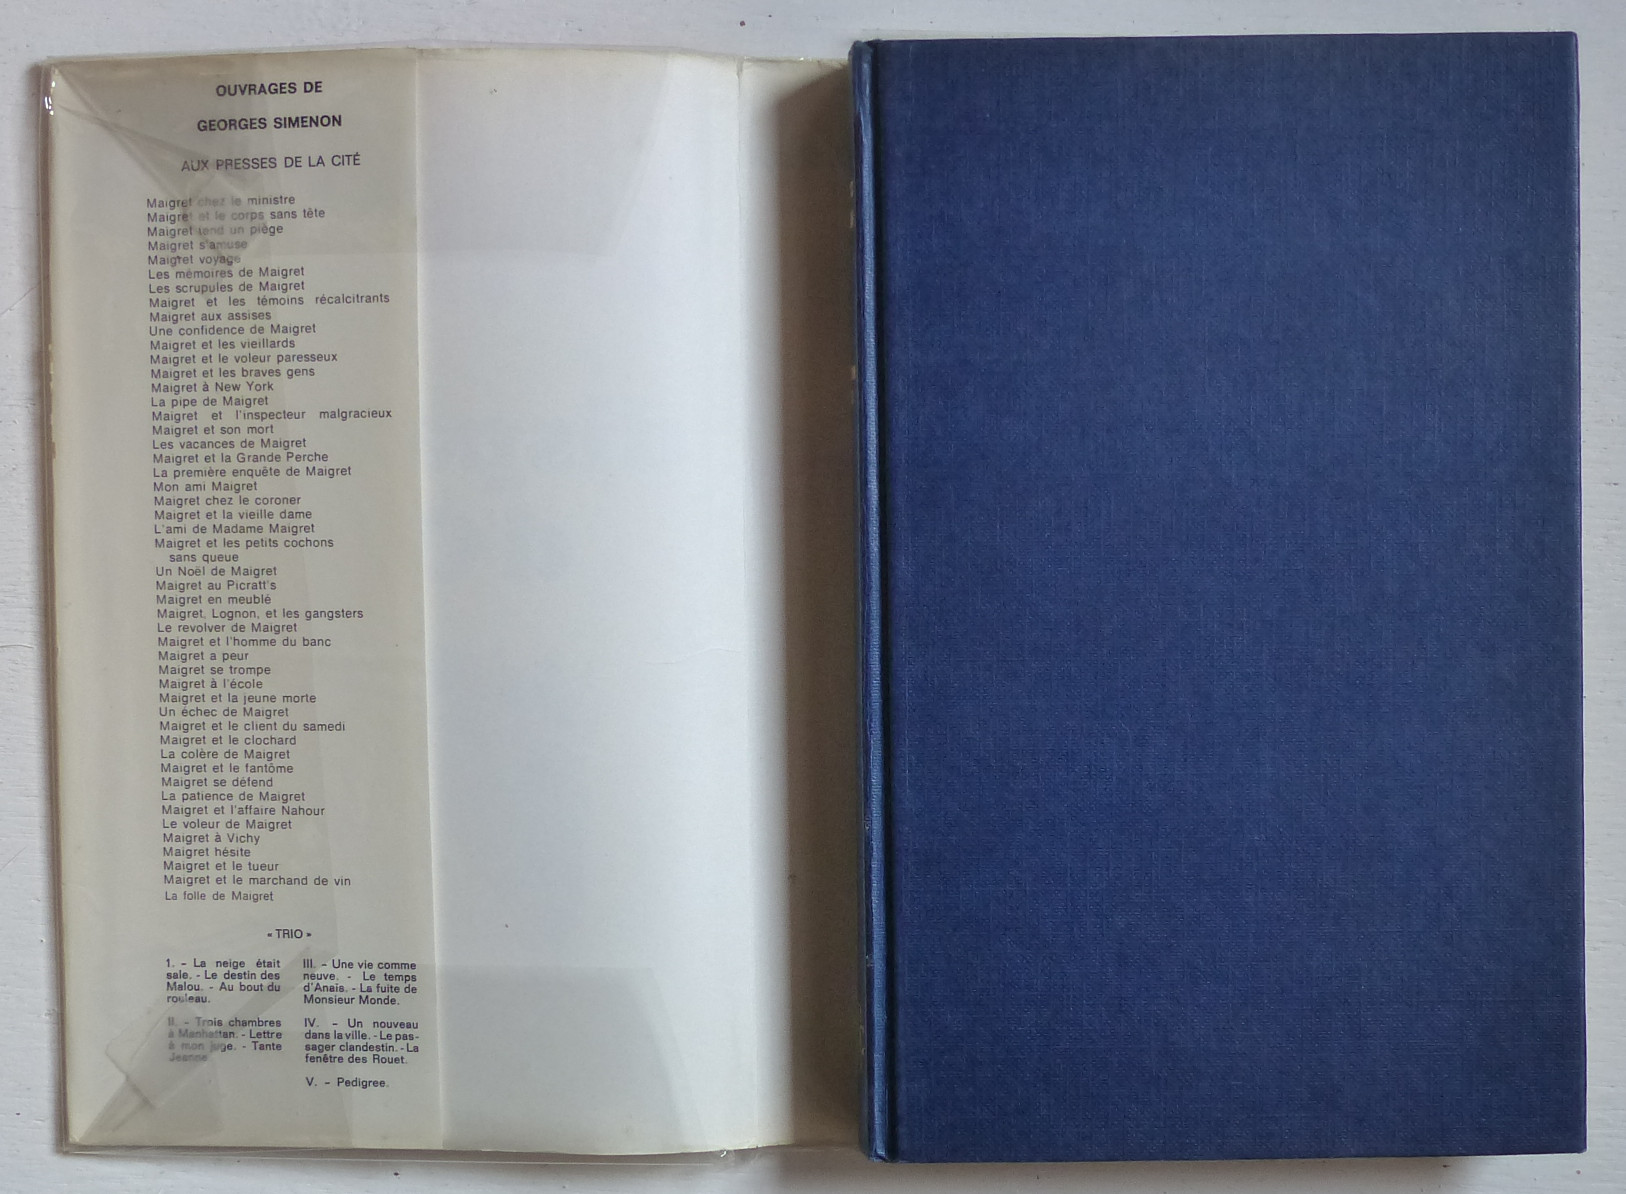 OUVRAGES DE
GEORGES SIMENON
AUX PRESSES DE LA CITÉ
Maigret chez le ministre
Maigret et le corps sans tête
Maigret tend un piège
Maigret s'amuse
Maigret voyage
Les mémoires de Maigret
Les scrupules de Maigret
Maigret et les témoins récalcitrants
Maigret aux assises
Une confidence de Maigret
Maigret et les vieillards
Maigret et le voleur paresseux
Maigret et les braves gens
Maigret à New York
La pipe de Maigret
Maigret et l'inspecteur malgracieux
Maigret et son mort
Les vacances de Maigret
Maigret et la Grande Perche
La première enquête de Maigret
Mon ami Maigret
Maigret chez le coroner
Maigret et la vieille dame
L'ami de Madame Maigret
Maigret et les petits cochons
sans queue
Un Noël de Maigret
Maigret au Picratt's
Maigret en meublé
Maigret, Lognon, et les gangsters
Le revolver de Maigret
Maigret et l'homme du banc
Maigret a peur
Maigret se trompe
Maigret à l'école
Maigret et la jeune morte
Un échec de Maigret
Maigret et le client du samedi
Maigret et le clochard
La colère de Maigret
Maigret et le fantôme
Maigret se défend
La patience de Maigret
Maigret et l'affaire Nahour
Le voleur de Maigret
Maigret à Vichy
Maigret hésite
Maigret et le tueur
Maigret et le marchand de vin
La folle de Maigret
« TRIO »
1. - La neige était
sale. - Le destin des
Malou. - Au bout du
rouleau.
II. - Trois chambres
à Manhattan. - Lettre
à mon juge. - Tante
Jeanne
III. - Une vie comme
neuve. - Le temps
d'Anaïs. - La fuite de
Monsieur Monde.
IV. - Un nouveau
dans la ville. - Le pas-
sager clandestin. - La
fenêtre des Rouet.
V. - Pedigree.